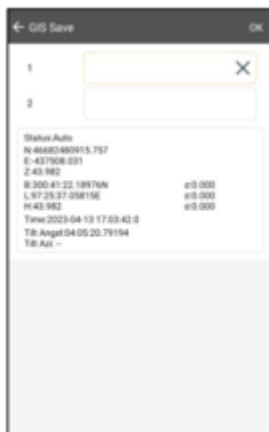 ← GIS Save OK
1
2
Status:Auto
N:46682480915.757
E:-437508.031
Z:43.982
B:300:41:22.18976N σ:0.000
L:97:25:37.05815E σ:0.000
H:43.982 σ:0.000
Time:2023-04-13 17:03:42.0
Tilt Angel:04:05:20.79194
Tilt Azi: --